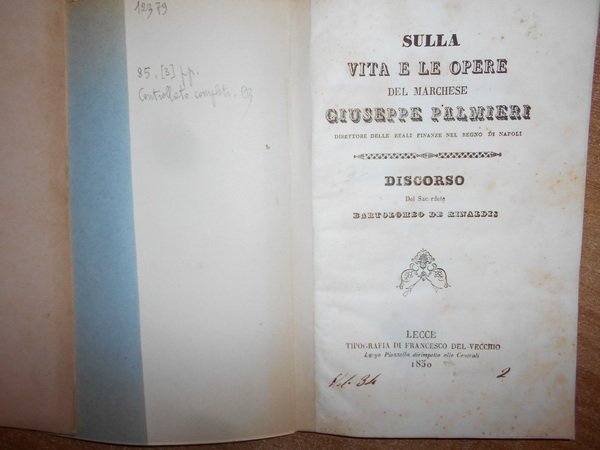 12379
85, [3] pp.
Controllato completo.
SULLA
VITA E LE OPERE
DEL MARCHESE
GIUSEPPE PALMIERI
DIRETTORE DELLE REALI FINANZE NEL REGNO DI NAPOLI
DISCORSO
Del Sacerdote
BARTOLOMEO DE RINALDIS
LECCE
TIPOGRAFIA DI FRANCESCO DEL-VECCHIO
Largo Piazzella dirimpetto alle Centrali
1850
34
2